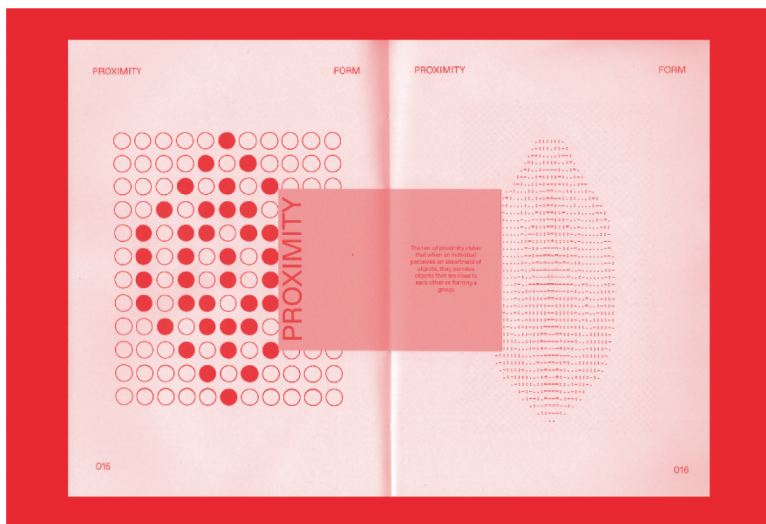 PROXIMITY
FORM
PROXIMITY
FORM
PROXIMITY
The law of proximity states
that when an individual
perceives an assortment of
objects, they perceive
objects that are close to
each other as forming a
group.
015
016